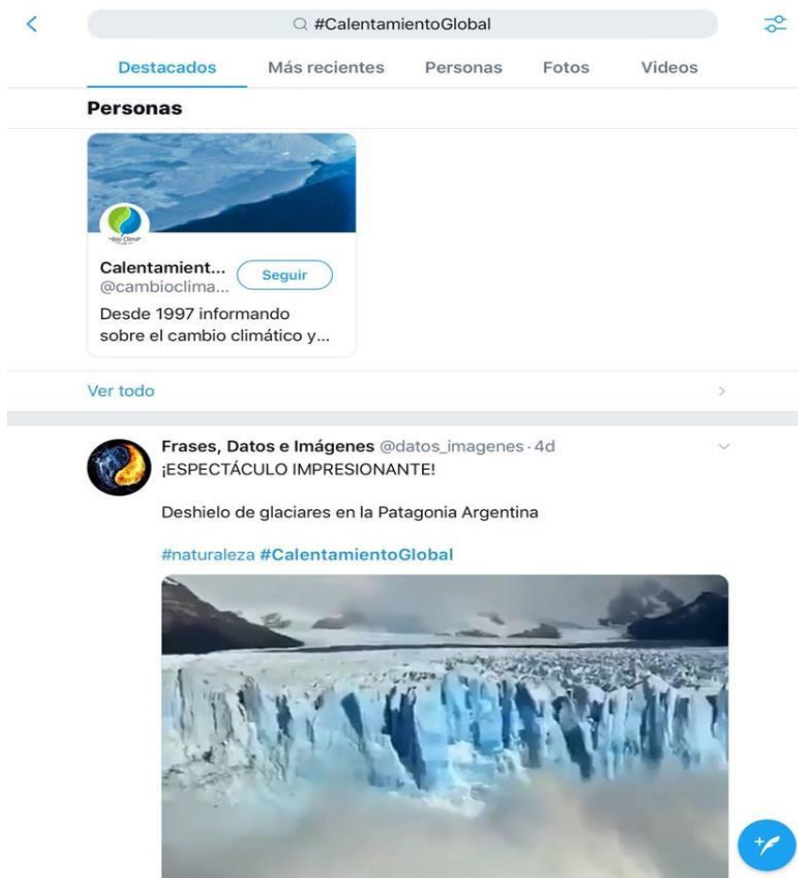 #CalentamientoGlobal
Destacados Más recientes Personas Fotos Videos
Personas
Calentamient... Seguir
@cambioclima...
Desde 1997 informando
sobre el cambio climático y...
Ver todo
Frases, Datos e Imágenes @datos_imagenes · 4d
¡ESPECTÁCULO IMPRESIONANTE!
Deshielo de glaciares en la Patagonia Argentina
#naturaleza #CalentamientoGlobal